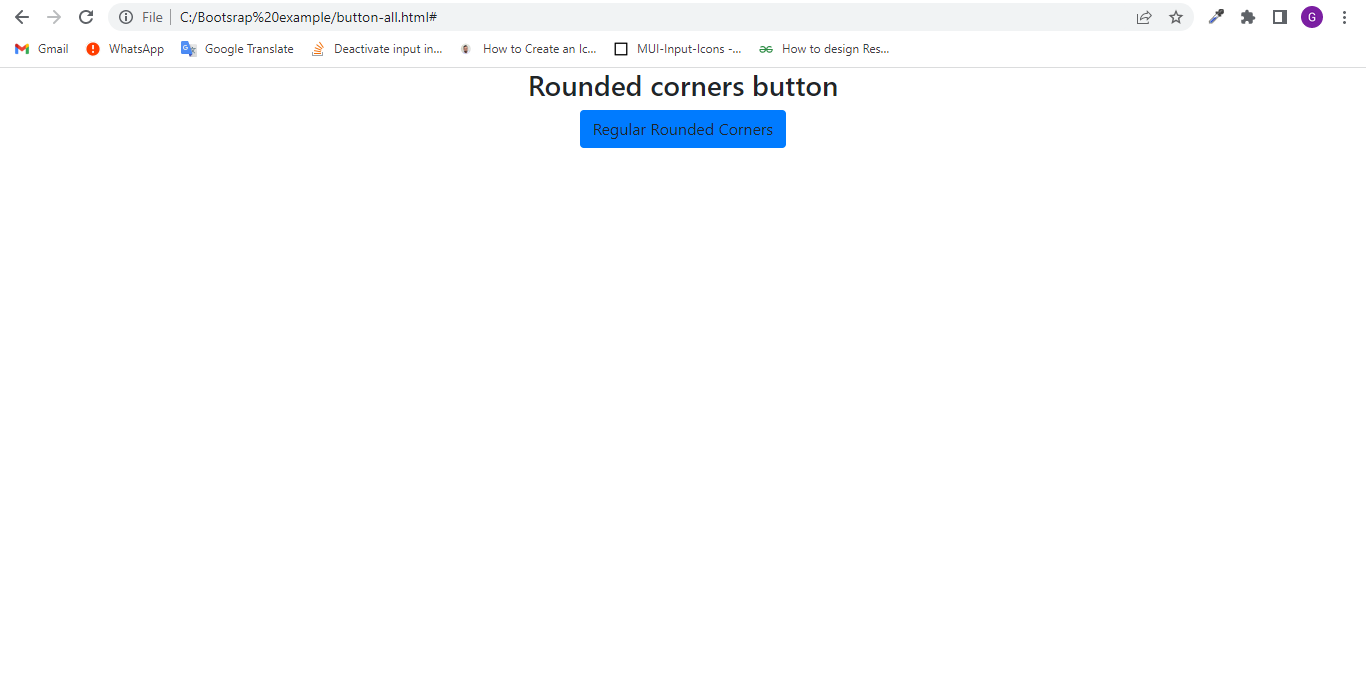 File C:/Bootsrap%20example/button-all.html# G
Gmail WhatsApp Google Translate Deactivate input in... How to Create an Ic... MUI-Input-Icons -... How to design Res...
Rounded corners button
Regular Rounded Corners